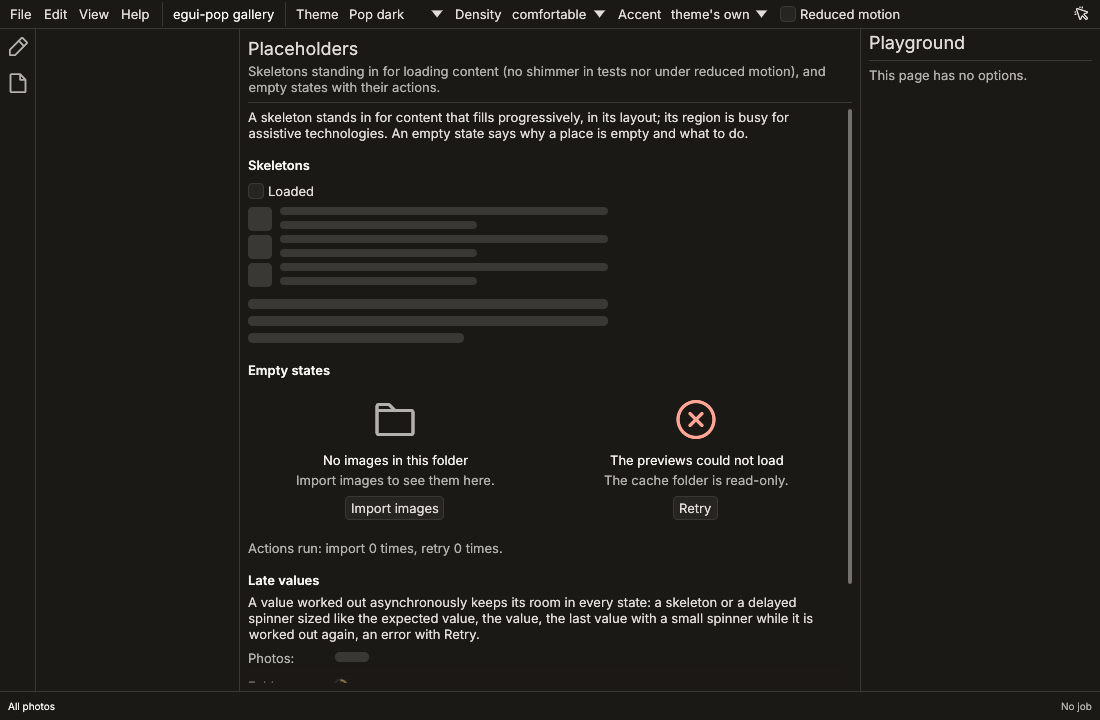 File Edit View Help egui-pop gallery Theme Pop dark Density comfortable Accent theme's own Reduced motion
Placeholders
Skeletons standing in for loading content (no shimmer in tests nor under reduced motion), and
empty states with their actions.
A skeleton stands in for content that fills progressively, in its layout; its region is busy for
assistive technologies. An empty state says why a place is empty and what to do.
Skeletons
Loaded
Empty states
No images in this folder
Import images to see them here.
Import images
The previews could not load
The cache folder is read-only.
Retry
Actions run: import 0 times, retry 0 times.
Late values
A value worked out asynchronously keeps its room in every state: a skeleton or a delayed
spinner sized like the expected value, the value, the last value with a small spinner while it is
worked out again, an error with Retry.
Photos:
Playground
This page has no options.
All photos
No job